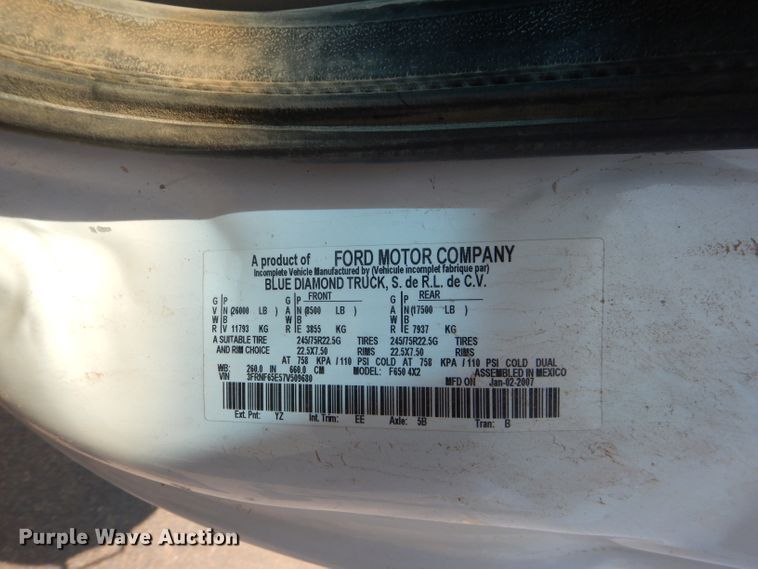 A product of FORD MOTOR COMPANY
Incomplete Vehicle Manufactured by (Vehicule incomplet fabrique par)
BLUE DIAMOND TRUCK, S. de R.L. de C.V.
FRONT REAR
G P G P G P
V N (26000 LB ) A N (8500 LB ) A N (17500 LB )
W B W B W B
R V 11793 KG R E 3855 KG R E 7937 KG
A SUITABLE TIRE 245/75R22.5G TIRES 245/75R22.5G TIRES
AND RIM CHOICE 22.5X7.50 RIMS 22.5X7.50 RIMS
AT 758 KPA /110 PSI COLD AT 758 KPA /110 PSI COLD DUAL
WB: 260.0 IN 660.0 CM MODEL: F650 4X2 ASSEMBLED IN MEXICO
VIN 3FRNF65E57V509680 MFD ON: Jan-02-2007
Ext. Pnt: YZ Int. Trim: EE Axle: 5B Tran: B
Purple Wave Auction